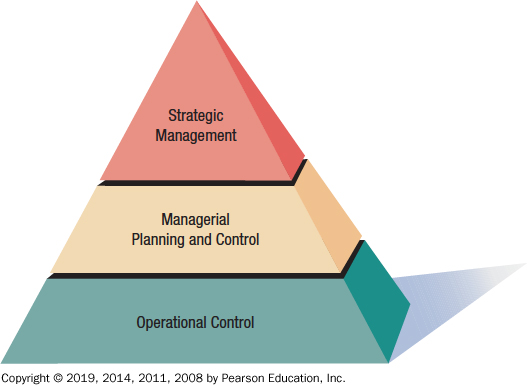 Strategic
Management
Managerial
Planning and Control
Operational Control
Copyright © 2019, 2014, 2011, 2008 by Pearson Education, Inc.